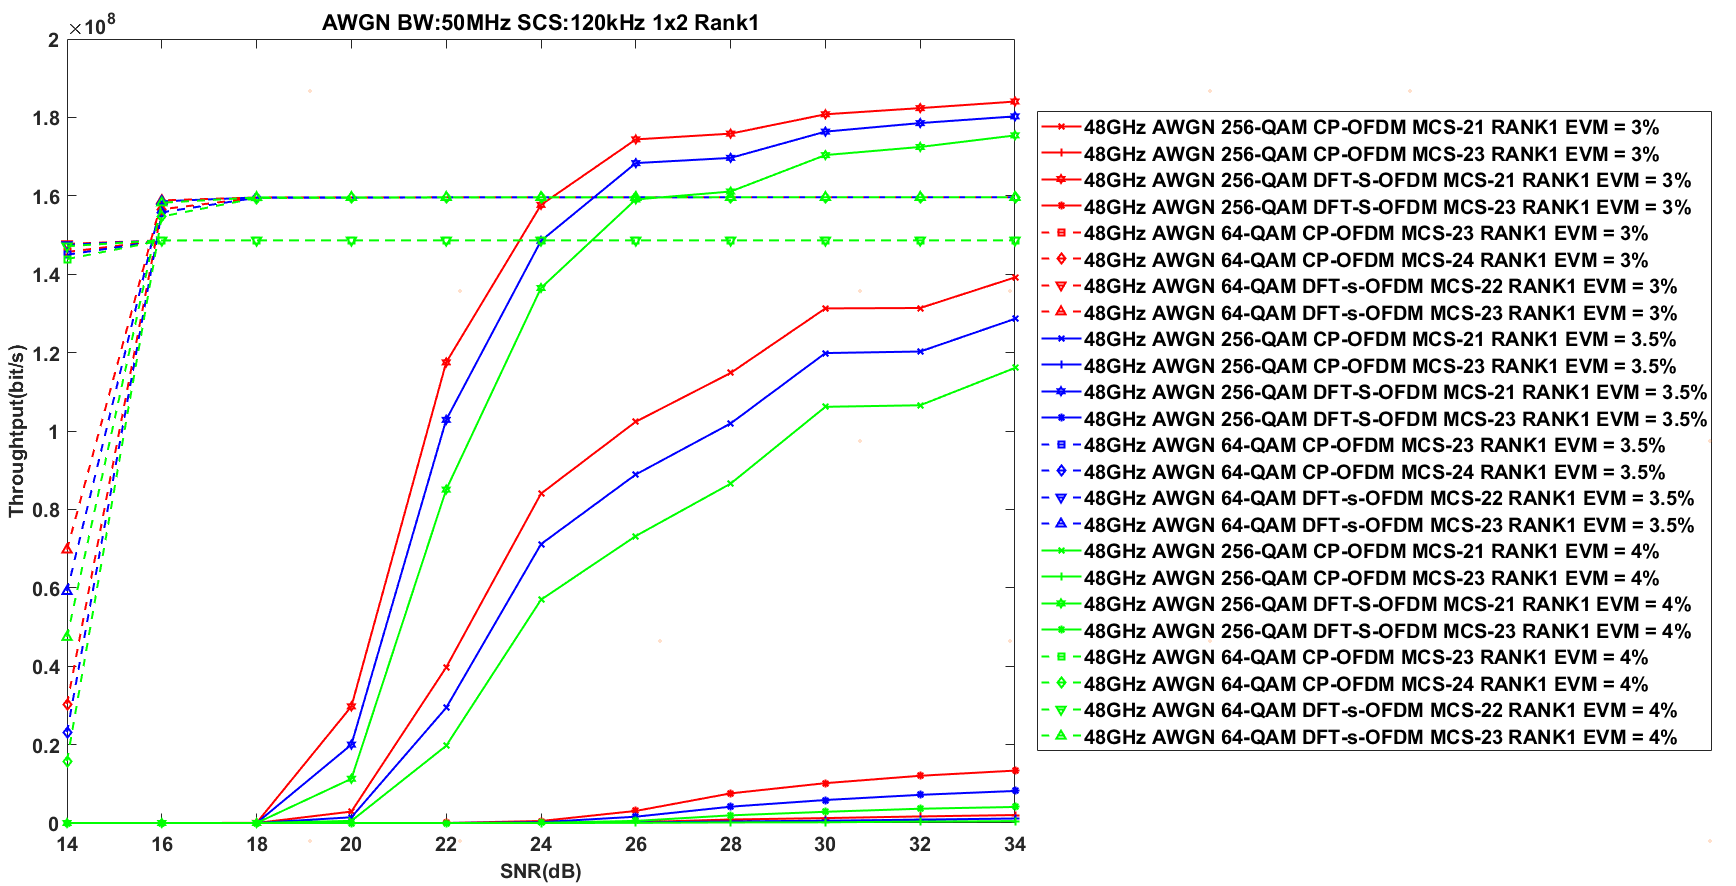 AWGN BW:50MHz SCS:120kHz 1x2 Rank1
×10^8
2
1.8
1.6
1.4
1.2
1
0.8
0.6
0.4
0.2
0
Throughtput(bit/s)
14 16 18 20 22 24 26 28 30 32 34
SNR(dB)
48GHz AWGN 256-QAM CP-OFDM MCS-21 RANK1 EVM = 3%
48GHz AWGN 256-QAM CP-OFDM MCS-23 RANK1 EVM = 3%
48GHz AWGN 256-QAM DFT-S-OFDM MCS-21 RANK1 EVM = 3%
48GHz AWGN 256-QAM DFT-S-OFDM MCS-23 RANK1 EVM = 3%
48GHz AWGN 64-QAM CP-OFDM MCS-23 RANK1 EVM = 3%
48GHz AWGN 64-QAM CP-OFDM MCS-24 RANK1 EVM = 3%
48GHz AWGN 64-QAM DFT-s-OFDM MCS-22 RANK1 EVM = 3%
48GHz AWGN 64-QAM DFT-s-OFDM MCS-23 RANK1 EVM = 3%
48GHz AWGN 256-QAM CP-OFDM MCS-21 RANK1 EVM = 3.5%
48GHz AWGN 256-QAM CP-OFDM MCS-23 RANK1 EVM = 3.5%
48GHz AWGN 256-QAM DFT-S-OFDM MCS-21 RANK1 EVM = 3.5%
48GHz AWGN 256-QAM DFT-S-OFDM MCS-23 RANK1 EVM = 3.5%
48GHz AWGN 64-QAM CP-OFDM MCS-23 RANK1 EVM = 3.5%
48GHz AWGN 64-QAM CP-OFDM MCS-24 RANK1 EVM = 3.5%
48GHz AWGN 64-QAM DFT-s-OFDM MCS-22 RANK1 EVM = 3.5%
48GHz AWGN 64-QAM DFT-s-OFDM MCS-23 RANK1 EVM = 3.5%
48GHz AWGN 256-QAM CP-OFDM MCS-21 RANK1 EVM = 4%
48GHz AWGN 256-QAM CP-OFDM MCS-23 RANK1 EVM = 4%
48GHz AWGN 256-QAM DFT-S-OFDM MCS-21 RANK1 EVM = 4%
48GHz AWGN 256-QAM DFT-S-OFDM MCS-23 RANK1 EVM = 4%
48GHz AWGN 64-QAM CP-OFDM MCS-23 RANK1 EVM = 4%
48GHz AWGN 64-QAM CP-OFDM MCS-24 RANK1 EVM = 4%
48GHz AWGN 64-QAM DFT-s-OFDM MCS-22 RANK1 EVM = 4%
48GHz AWGN 64-QAM DFT-s-OFDM MCS-23 RANK1 EVM = 4%